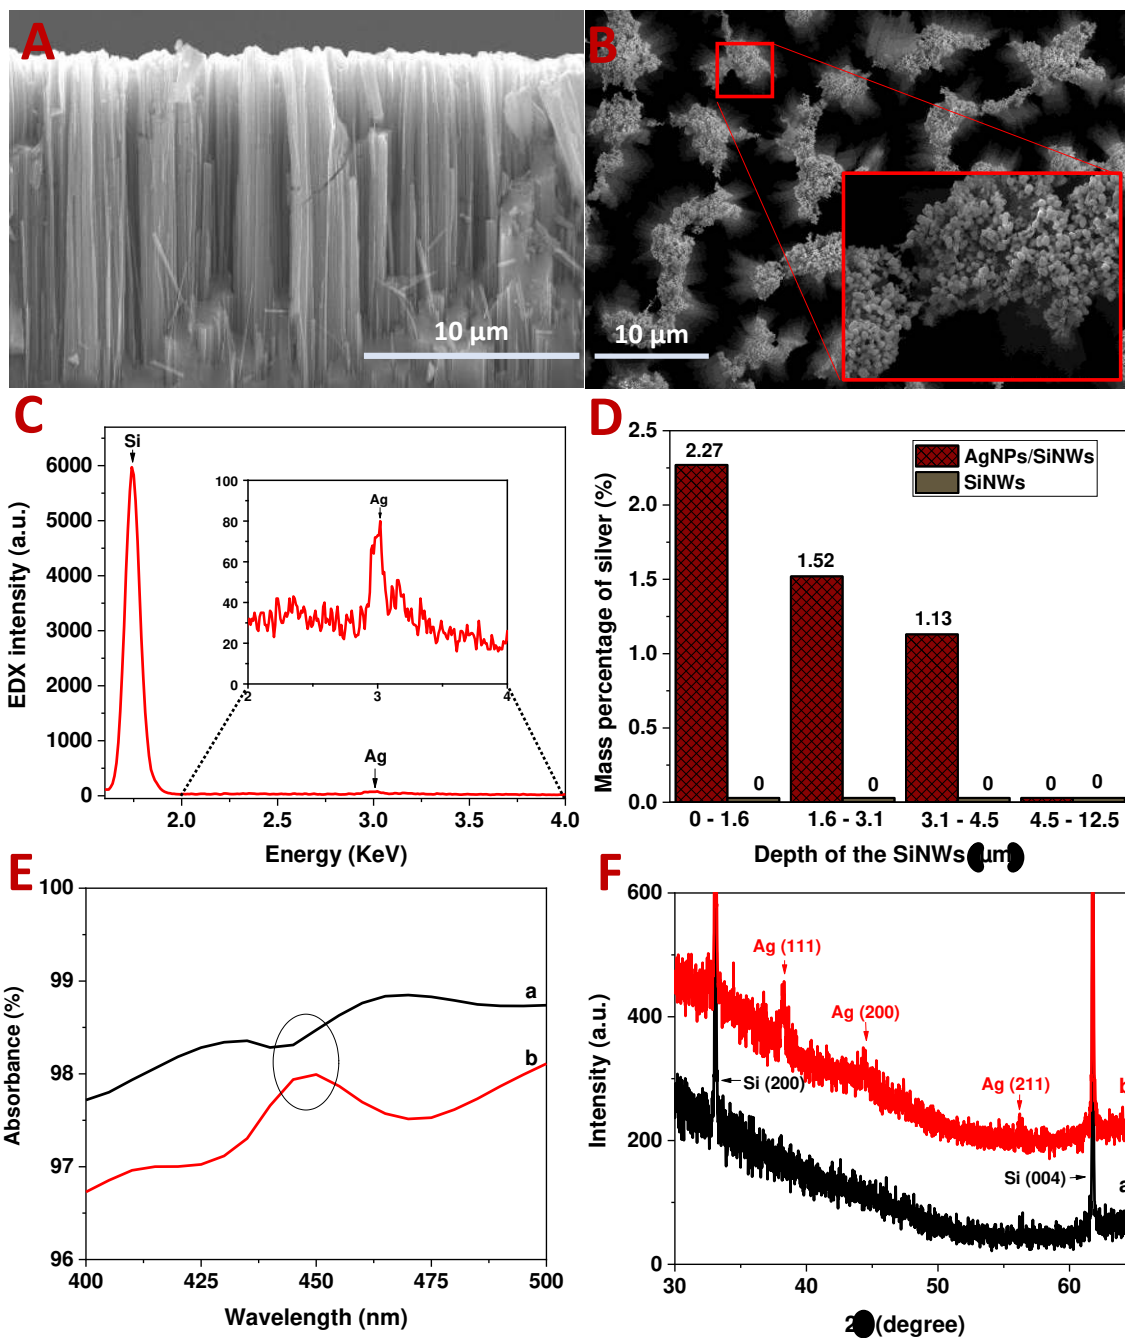 A
B
10 µm
10 µm
C
Si
6000
5000
4000
3000
2000
1000
0
EDX intensity (a.u.)
100
80
60
40
20
0
Ag
2
3
4
Ag
2.0
2.5
3.0
3.5
4.0
Energy (KeV)
D
2.5
2.0
1.5
1.0
0.5
0.0
Mass percentage of silver (%)
AgNPs/SiNWs
SiNWs
2.27
0
1.52
0
1.13
0
0
0
0 - 1.6
1.6 - 3.1
3.1 - 4.5
4.5 - 12.5
Depth of the SiNWs µm
E
100
99
98
97
96
Absorbance (%)
a
b
400
425
450
475
500
Wavelength (nm)
F
600
400
200
0
Intensity (a.u.)
Ag (111)
Ag (200)
Si (200)
Ag (211)
b
Si (004)
a
30
40
50
60
2 (degree)